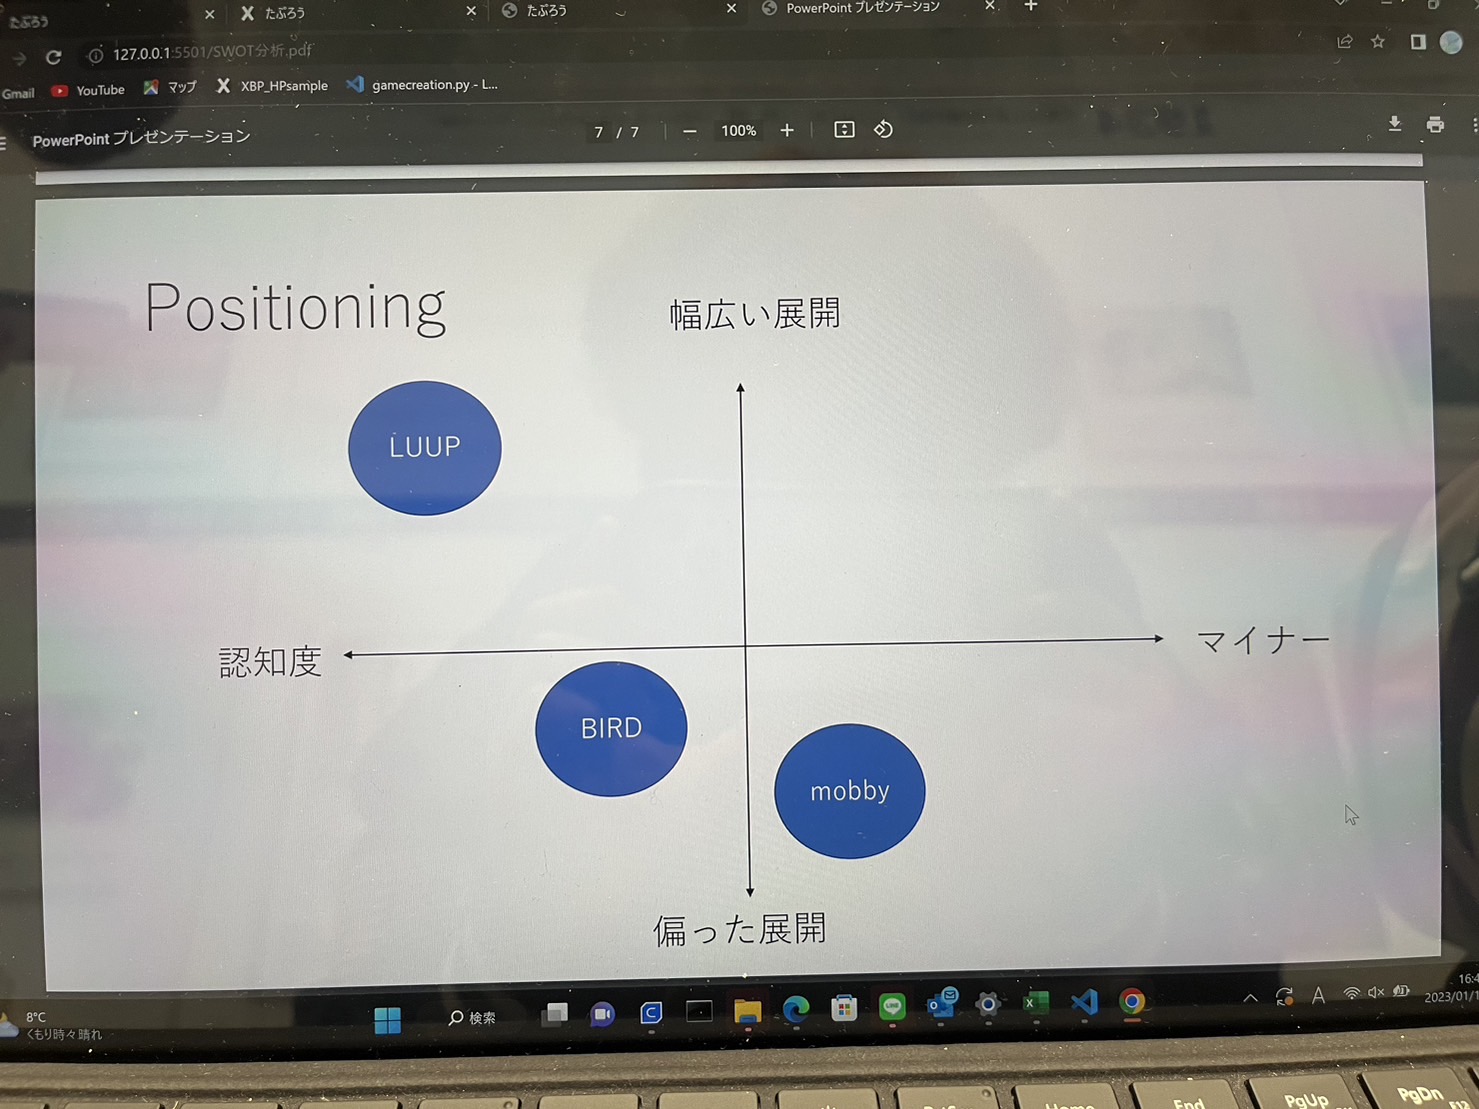 たぶろう
たぶろう
たぶろう
PowerPoint プレゼンテーション
127.0.0.1:5501/SWOT分析.pdf
Gmail
YouTube
マップ
XBP_HPsample
gamecreation.py - L...
PowerPoint プレゼンテーション
7 / 7
100%
Positioning
幅広い展開
LUUP
認知度
マイナー
BIRD
mobby
偏った展開
8°C
くもり時々晴れ
検索
A
16:4
2023/01/1
Home
End
PgUp
PgDn